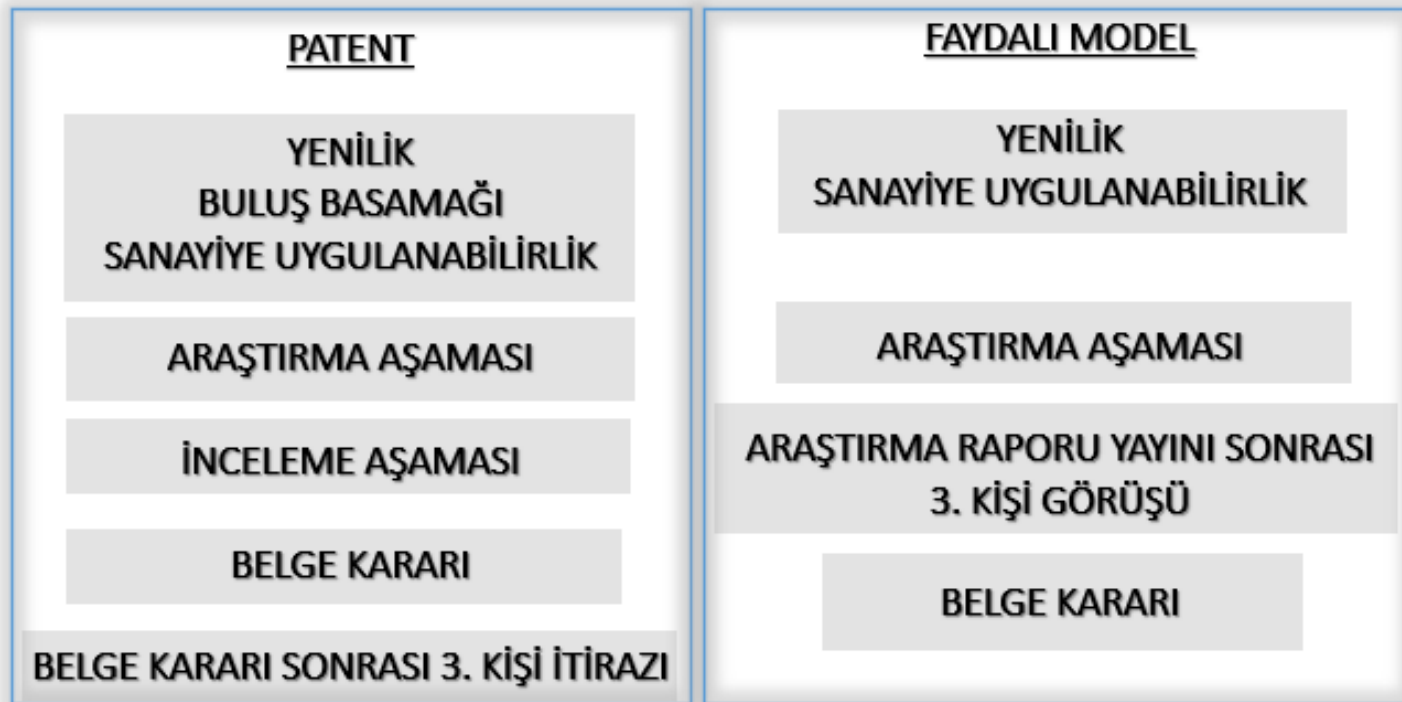 PATENT
YENİLİK
BULUŞ BASAMAĞI
SANAYİYE UYGULANABİLİRLİK
ARAŞTIRMA AŞAMASI
İNCELEME AŞAMASI
BELGE KARARI
BELGE KARARI SONRASI 3. KİŞİ İTİRAZI
FAYDALI MODEL
YENİLİK
SANAYİYE UYGULANABİLİRLİK
ARAŞTIRMA AŞAMASI
ARAŞTIRMA RAPORU YAYINI SONRASI
3. KİŞİ GÖRÜŞÜ
BELGE KARARI